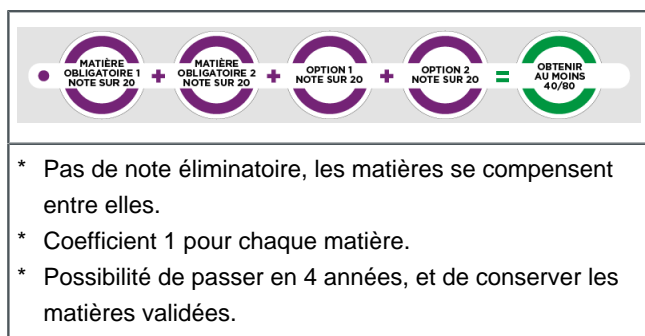 MATIÈRE
OBLIGATOIRE 1
NOTE SUR 20
+
MATIÈRE
OBLIGATOIRE 2
NOTE SUR 20
+
OPTION 1
NOTE SUR 20
+
OPTION 2
NOTE SUR 20
=
OBTENIR
AU MOINS
40/80
* Pas de note éliminatoire, les matières se compensent
entre elles.
* Coefficient 1 pour chaque matière.
* Possibilité de passer en 4 années, et de conserver les
matières validées.